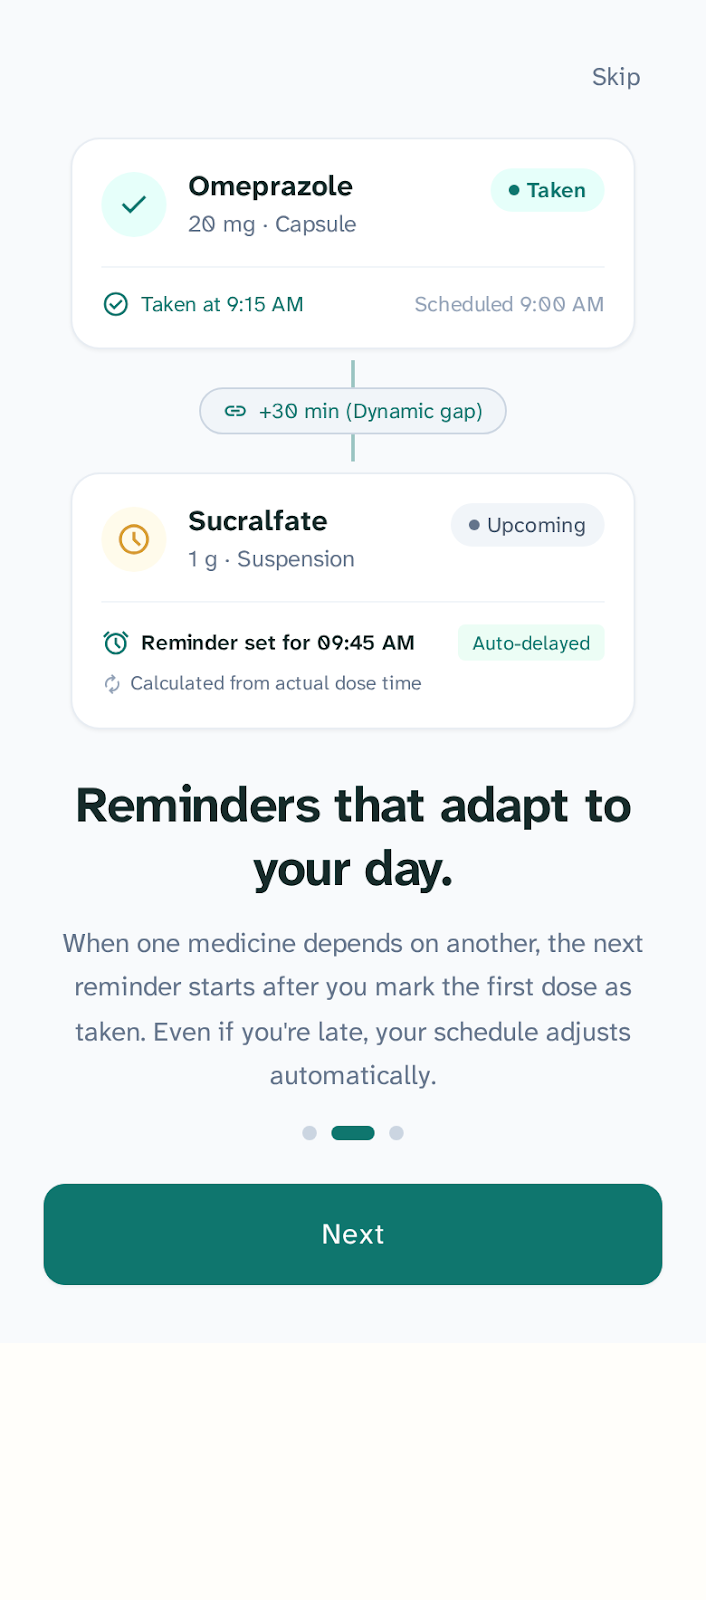 Skip
Omeprazole
Taken
20 mg · Capsule
Taken at 9:15 AM
Scheduled 9:00 AM
+30 min (Dynamic gap)
Sucralfate
Upcoming
1 g · Suspension
Reminder set for 09:45 AM
Auto-delayed
Calculated from actual dose time
Reminders that adapt to
your day.
When one medicine depends on another, the next
reminder starts after you mark the first dose as
taken. Even if you're late, your schedule adjusts
automatically.
Next